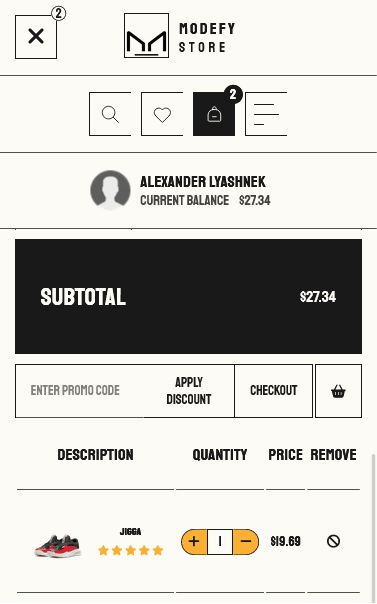 2
MODEFY
STORE
2
ALEXANDER LYASHNEK
CURRENT BALANCE $27.34
SUBTOTAL $27.34
ENTER PROMO CODE
APPLY
DISCOUNT
CHECKOUT
DESCRIPTION QUANTITY PRICE REMOVE
JIGGA
+ 1 − $19.69